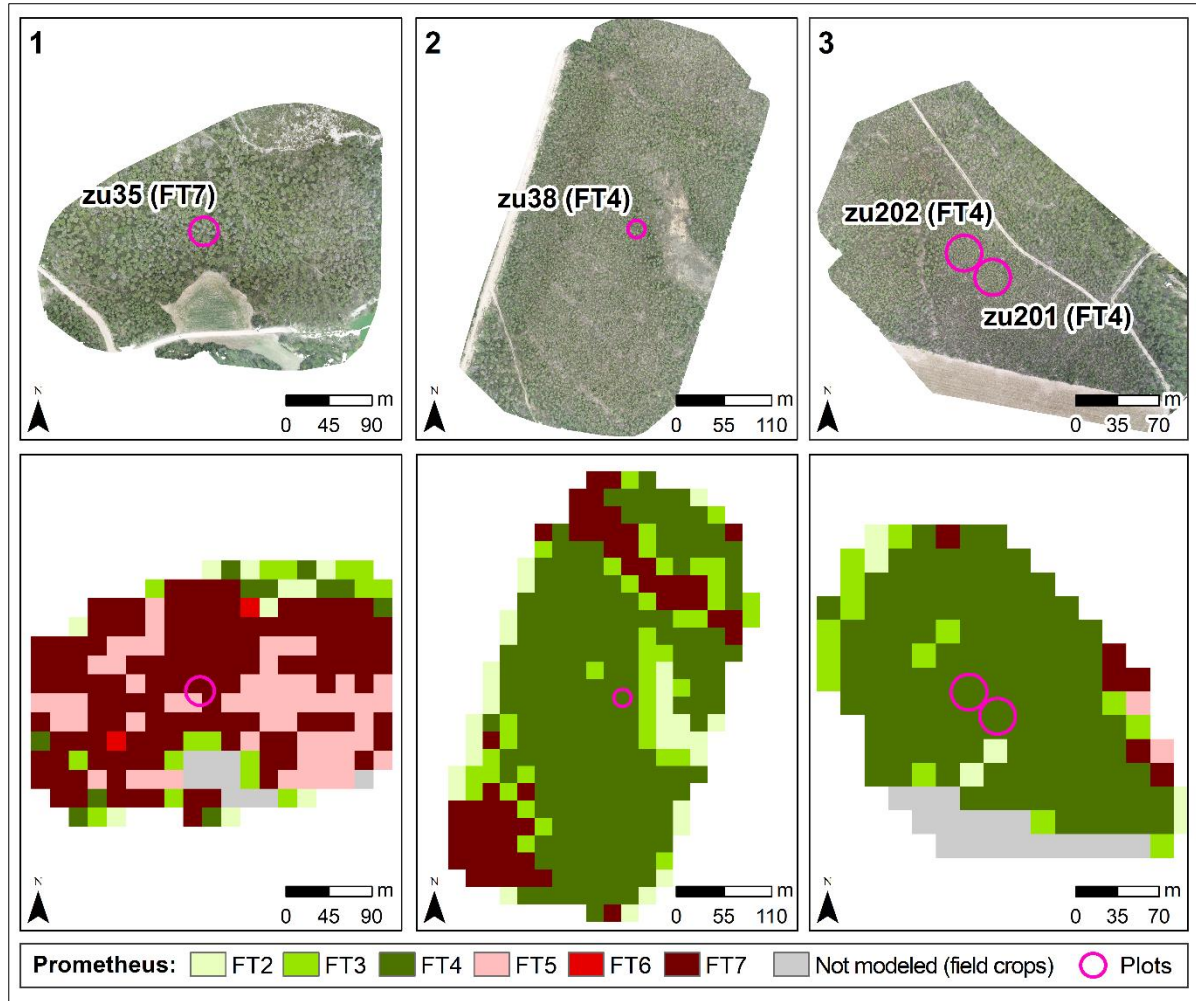 1
zu35 (FT7)
N
m
0 45 90
2
zu38 (FT4)
N
m
0 55 110
3
zu202 (FT4)
zu201 (FT4)
N
m
0 35 70
N
m
0 45 90
N
m
0 55 110
N
m
0 35 70
Prometheus: FT2 FT3 FT4 FT5 FT6 FT7 Not modeled (field crops) Plots